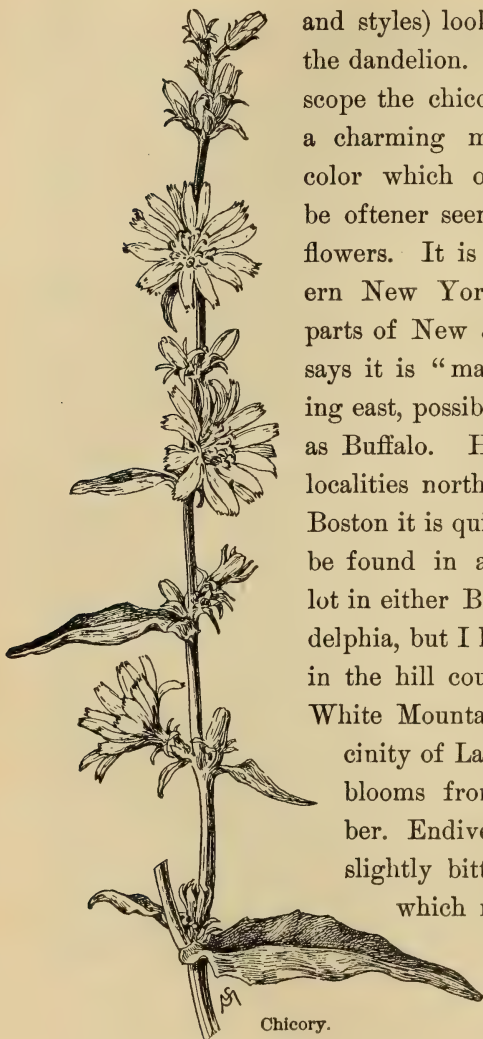 and styles) look
the dandelion.
scope the chico
a charming m
color which o
be oftener seen
flowers. It is
ern New Yor
parts of New
says it is “ma
ing east, possib
as Buffalo. H
localities north
Boston it is qui
be found in a
lot in either B
delphia, but I
in the hill cou
White Mounta
cinity of La
blooms from
ber. Endive
slightly bitt
which
Chicory.